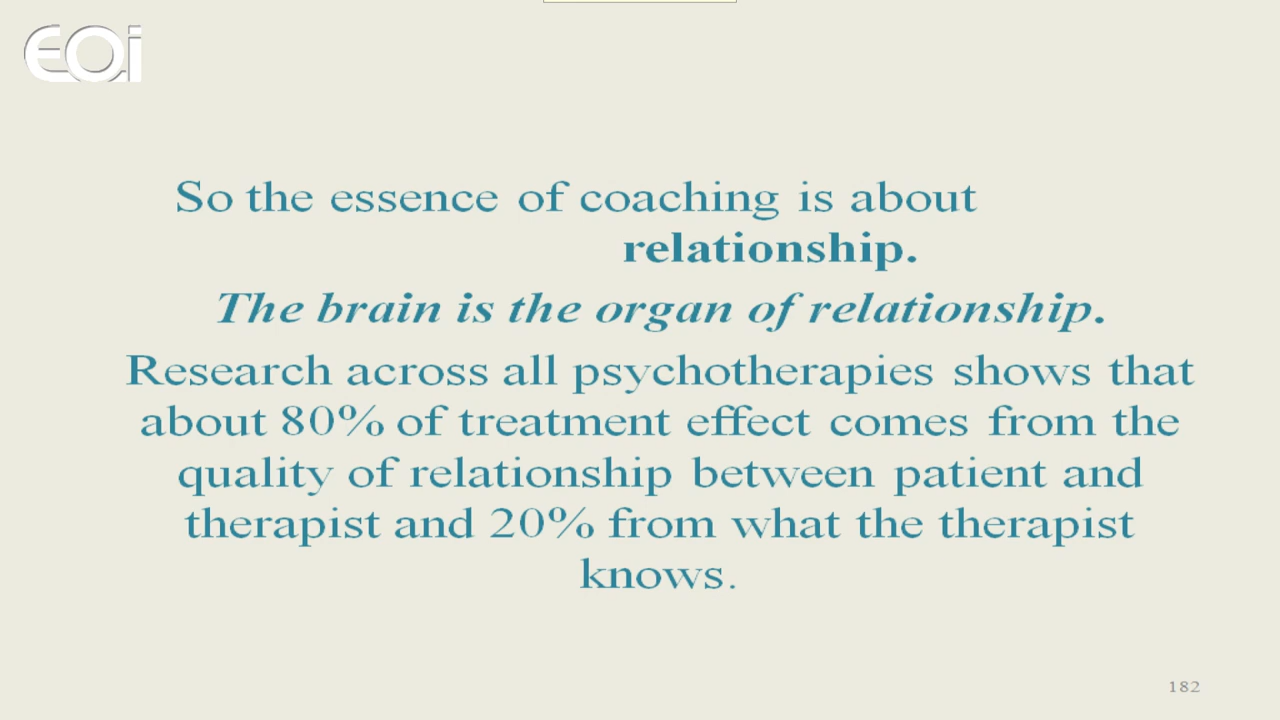 EQi
So the essence of coaching is about
relationship.
The brain is the organ of relationship.
Research across all psychotherapies shows that
about 80% of treatment effect comes from the
quality of relationship between patient and
therapist and 20% from what the therapist
knows.
182